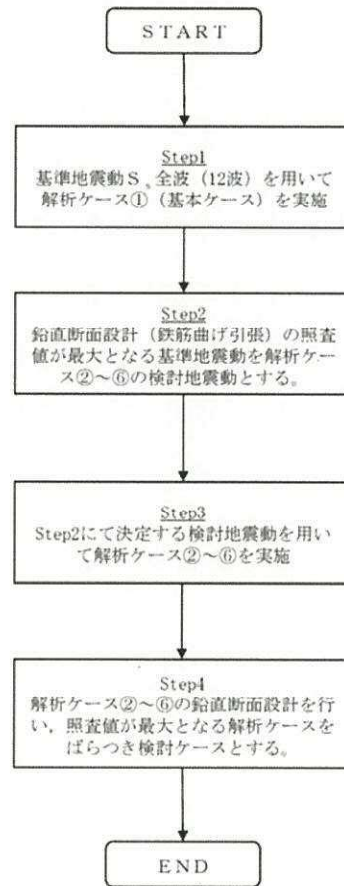 START
Step1
基準地震動Ｓｓ全波（12波）を用いて
解析ケース①（基本ケース）を実施
Step2
鉛直断面設計（鉄筋曲げ引張）の照査
値が最大となる基準地震動を解析ケー
ス②～⑥の検討地震動とする。
Step3
Step2にて決定する検討地震動を用い
て解析ケース②～⑥を実施
Step4
解析ケース②～⑥の鉛直断面設計を行
い，照査値が最大となる解析ケースを
ばらつき検討ケースとする。
END